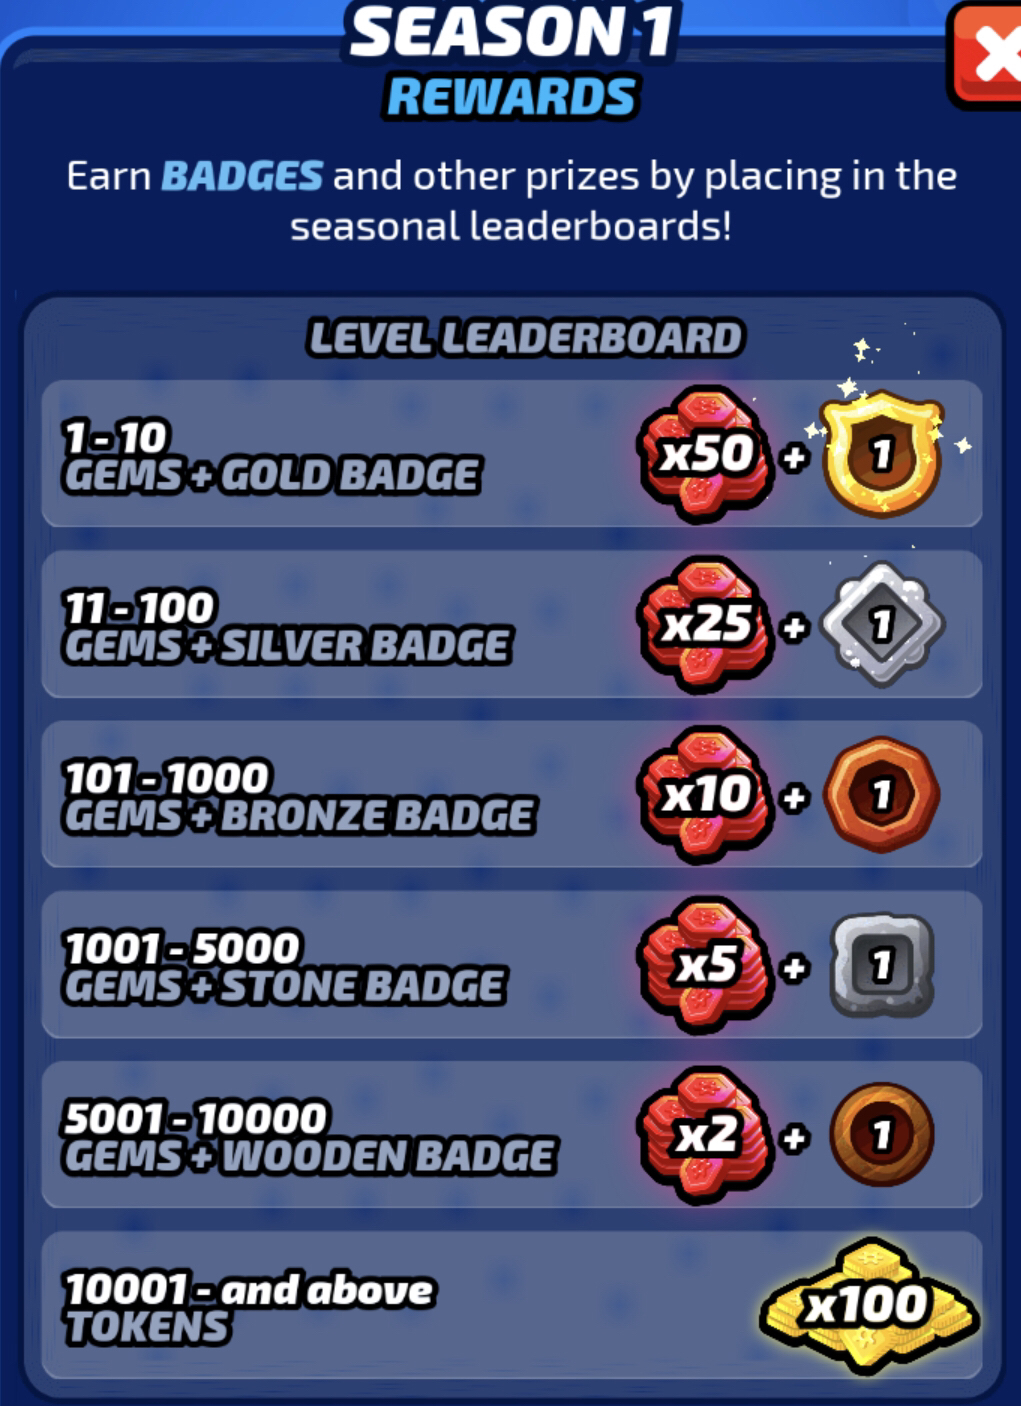 SEASON 1
REWARDS
Earn BADGES and other prizes by placing in the
seasonal leaderboards!
LEVEL LEADERBOARD
1 - 10
GEMS + GOLD BADGE
x50 + 1
11 - 100
GEMS + SILVER BADGE
x25 + 1
101 - 1000
GEMS + BRONZE BADGE
x10 + 1
1001 - 5000
GEMS + STONE BADGE
x5 + 1
5001 - 10000
GEMS + WOODEN BADGE
x2 + 1
10001 - and above
TOKENS
x100